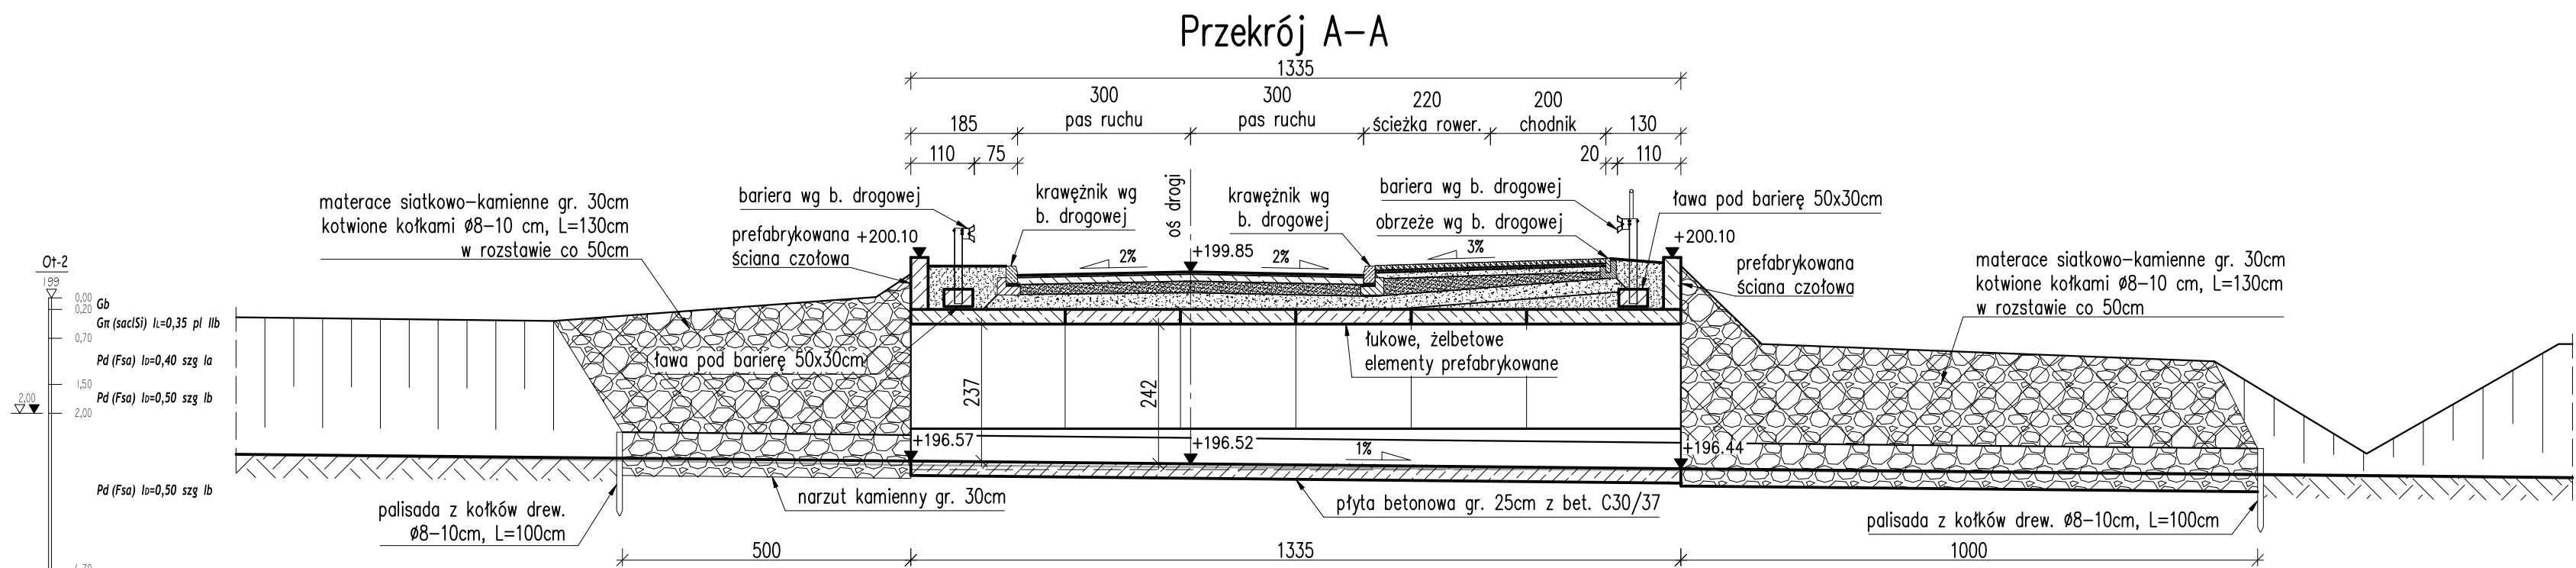 Przekrój A-A
1335
300
300
220
200
pas ruchu
pas ruchu
ścieżka rower.
chodnik
185
130
110
75
20
110
materace siatkowo-kamienne gr. 30cm
kotwione kołkami Ø8-10 cm, L=130cm
w rozstawie co 50cm
bariera wg b. drogowej
prefabrykowana
ściana czołowa
+200.10
krawężnik wg
b. drogowej
oś drogi
krawężnik wg
b. drogowej
bariera wg b. drogowej
obrzeże wg b. drogowej
ława pod barierę 50x30cm
+200.10
prefabrykowana
ściana czołowa
materace siatkowo-kamienne gr. 30cm
kotwione kołkami Ø8-10cm, L=130cm
w rozstawie co 50cm
2%
+199.85
2%
3%
Ot-2
199
0,00
0,20
0,70
1,50
2,00
2,00
Gb
Gπ (saclSi) IL=0,35 pl IIb
Pd (Fsa) ID=0,40 szg Ia
Pd (Fsa) ID=0,50 szg Ib
Pd (Fsa) ID=0,50 szg Ib
ława pod barierę 50x30cm
łukowe, żelbetowe
elementy prefabrykowane
237
242
+196.57
+196.52
1%
+196.44
narzut kamienny gr. 30cm
płyta betonowa gr. 25cm z bet. C30/37
palisada z kołków drew.
Ø8-10cm, L=100cm
palisada z kołków drew. Ø8-10cm, L=100cm
500
1335
1000